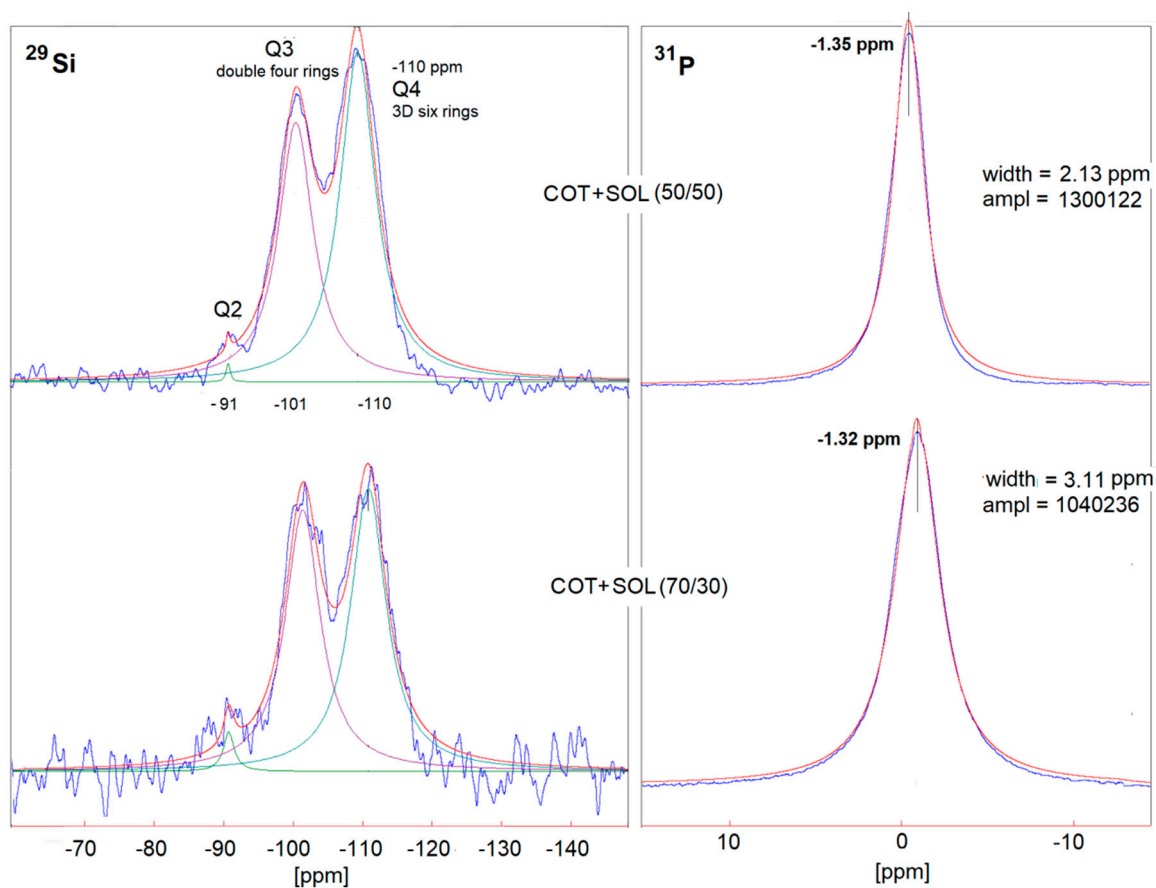 29Si
Q3
double four rings
-110 ppm
Q4
3D six rings
Q2
-91
-101
-110
COT+SOL (50/50)
31P
-1.35 ppm
width = 2.13 ppm
ampl = 1300122
COT+SOL (70/30)
-1.32 ppm
width = 3.11 ppm
ampl = 1040236
-70 -80 -90 -100 -110 -120 -130 -140
[ppm]
10 0 -10
[ppm]